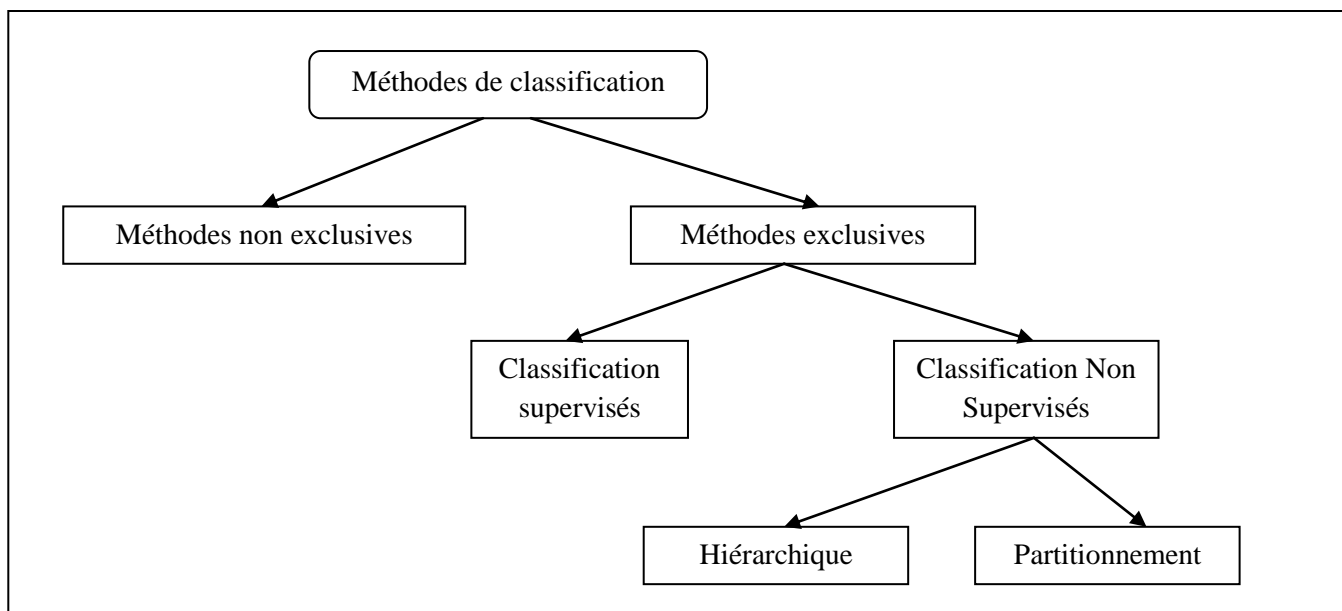 Méthodes de classification
Méthodes non exclusives
Méthodes exclusives
Classification
supervisés
Classification Non
Supervisés
Hiérarchique
Partitionnement